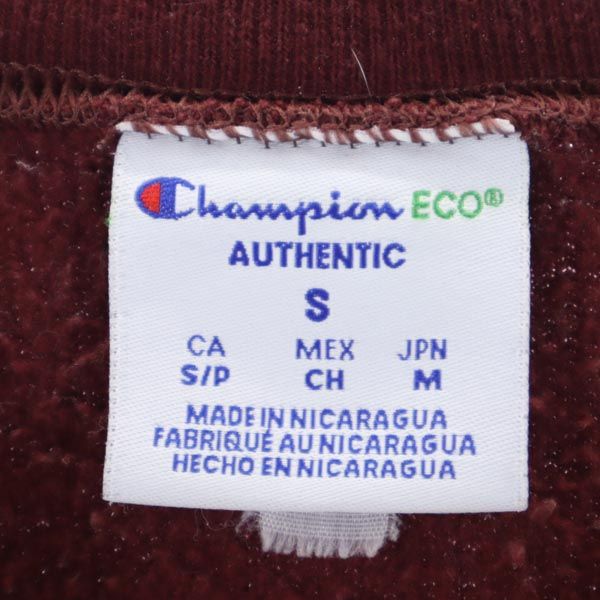 Champion ECO®
AUTHENTIC
S
CA MEX JPN
S/P CH M
MADE IN NICARAGUA
FABRIQUÉ AU NICARAGUA
HECHO EN NICARAGUA